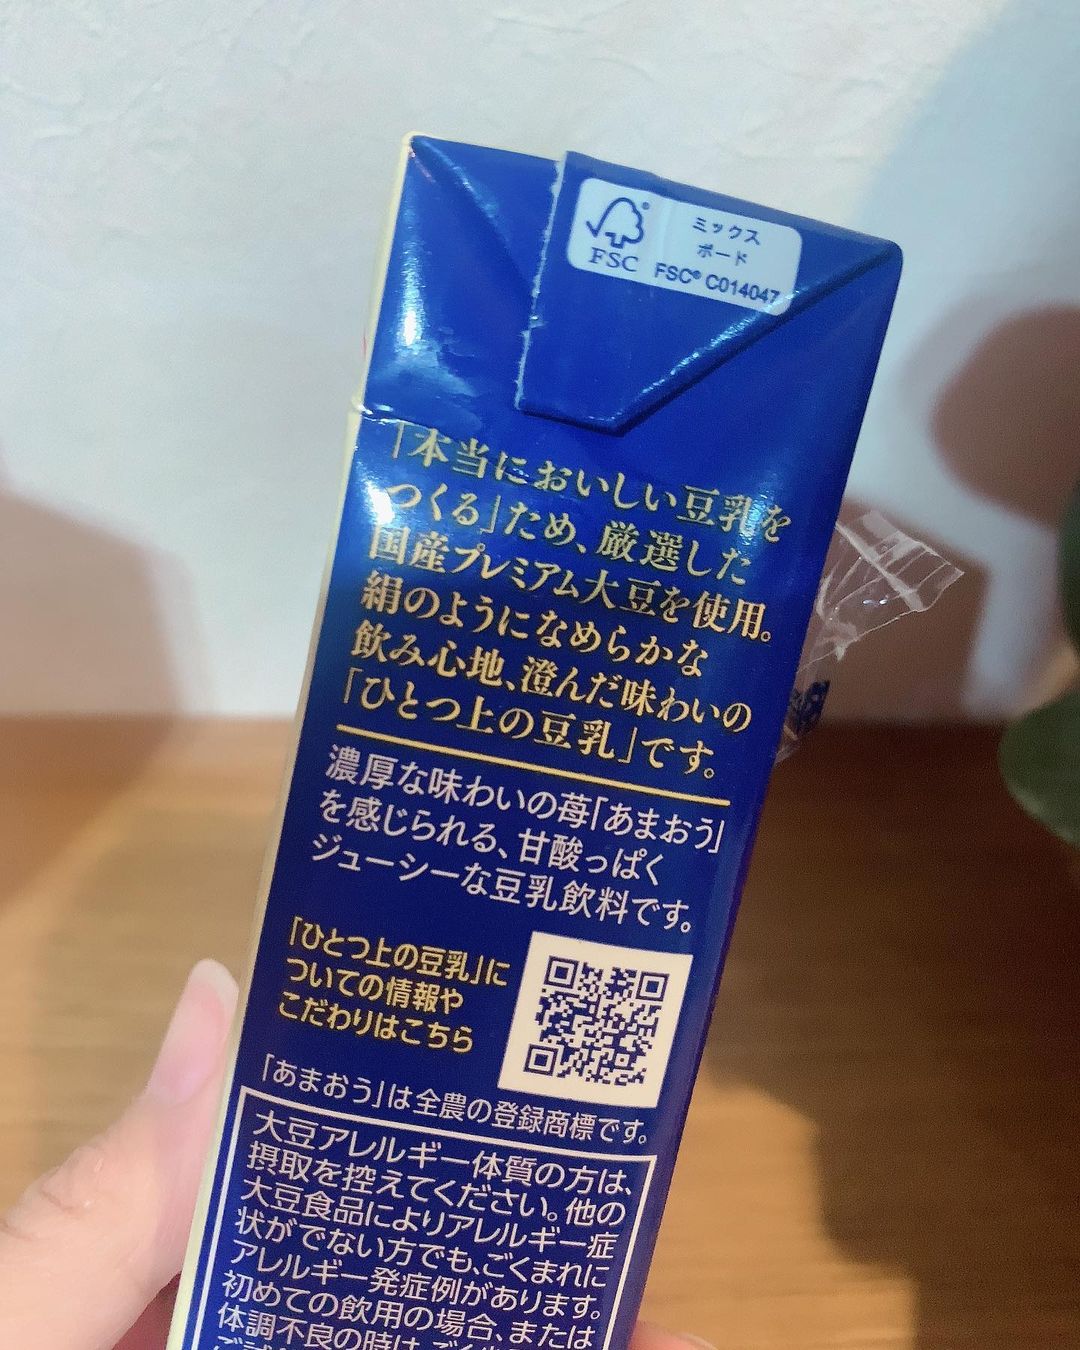 FSC
ミックス
ボード
FSC® C014047
「本当においしい豆乳を
つくる」ため、厳選した
国産プレミアム大豆を使用。
絹のようになめらかな
飲み心地、澄んだ味わいの
「ひとつ上の豆乳」です。
濃厚な味わいの苺「あまおう」
を感じられる、甘酸っぱく
ジューシーな豆乳飲料です。
「ひとつ上の豆乳」に
ついての情報や
こだわりはこちら
「あまおう」は全農の登録商標です。
大豆アレルギー体質の方は、
摂取を控えてください。他の
大豆食品によりアレルギー症
状がでない方でも、ごくまれに
アレルギー発症例があります。
初めての飲用の場合、または
体調不良の時は、